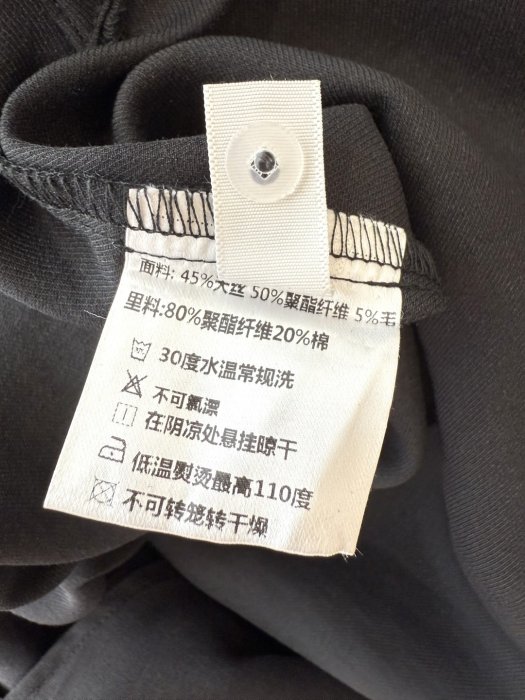 面料: 45%天丝 50%聚酯纤维 5%毛
里料:80%聚酯纤维20%棉
30度水温常规洗
不可氯漂
在阴凉处悬挂晾干
低温熨烫最高110度
不可转笼转干燥